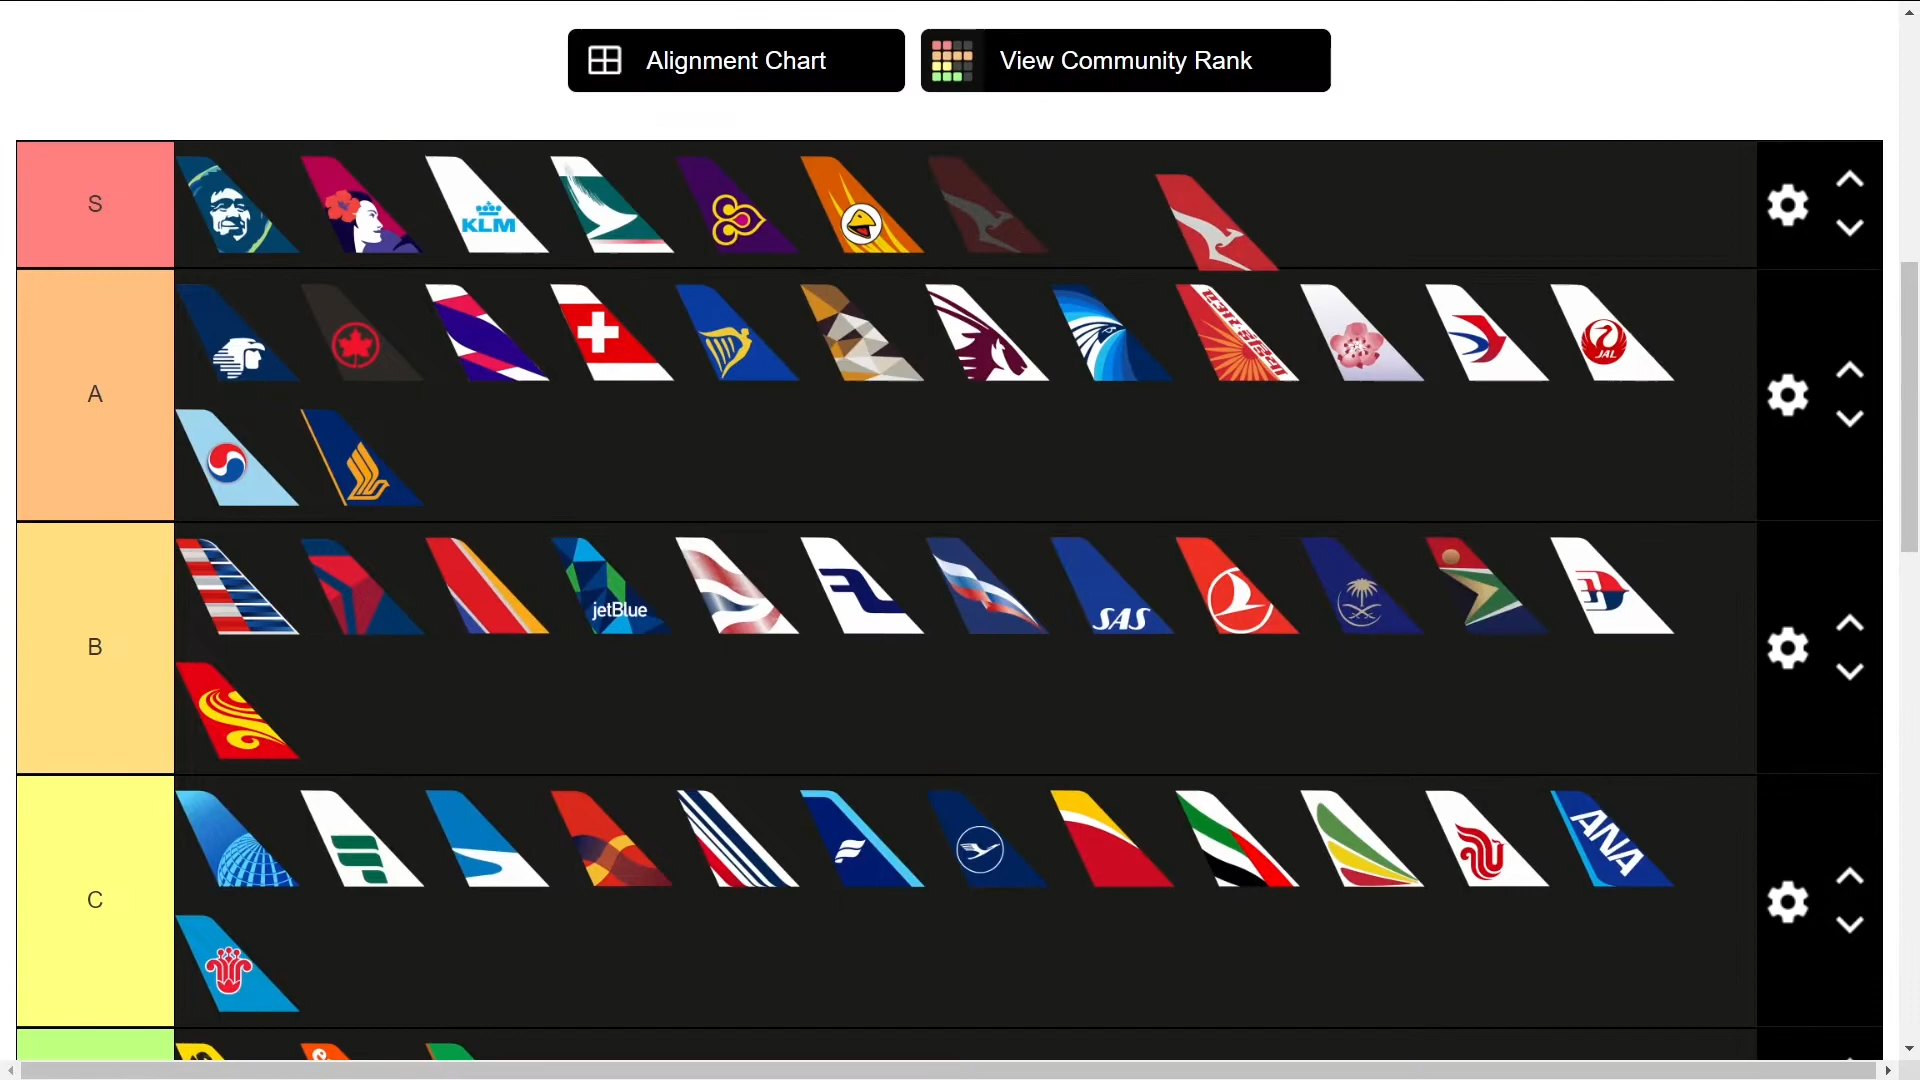 Alignment Chart
View Community Rank
S
KLM
A
JAL
B
jetBlue
SAS
C
ANA